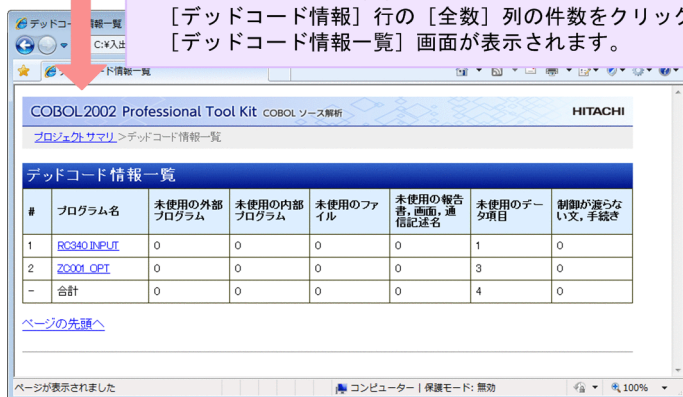 ［デッドコード情報］行の［全数］列の件数をクリック
［デッドコード情報一覧］画面が表示されます。
デッドコード情報一覧
C:¥入出
デッドコード情報一覧
COBOL2002 Professional Tool Kit COBOL ソース解析
HITACHI
プロジェクトサマリ >デッドコード情報一覧
デッドコード情報一覧
# プログラム名 未使用の外部プログラム 未使用の内部プログラム 未使用のファイル 未使用の報告書, 画面, 通信記述名 未使用のデータ項目 制御が渡らない文, 手続き
1 RC340 INPUT 0 0 0 0 1 0
2 ZC001 OPT 0 0 0 0 3 0
- 合計 0 0 0 0 4 0
ページの先頭へ
ページが表示されました
コンピューター | 保護モード: 無効
100%